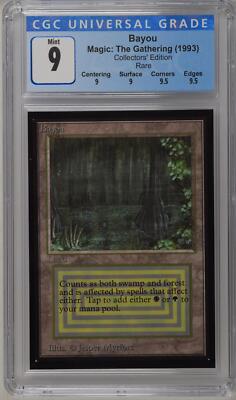 CGC UNIVERSAL GRADE
Mint
9
Bayou
Magic: The Gathering (1993)
Collectors' Edition
Rare
Centering Surface Corners Edges
9 9 9.5 9.5
Bayou
Land
Counts as both swamp and forest
and is affected by spells that affect
either. Tap to add either or to
your mana pool.
Illus. © Jesper Myrfors